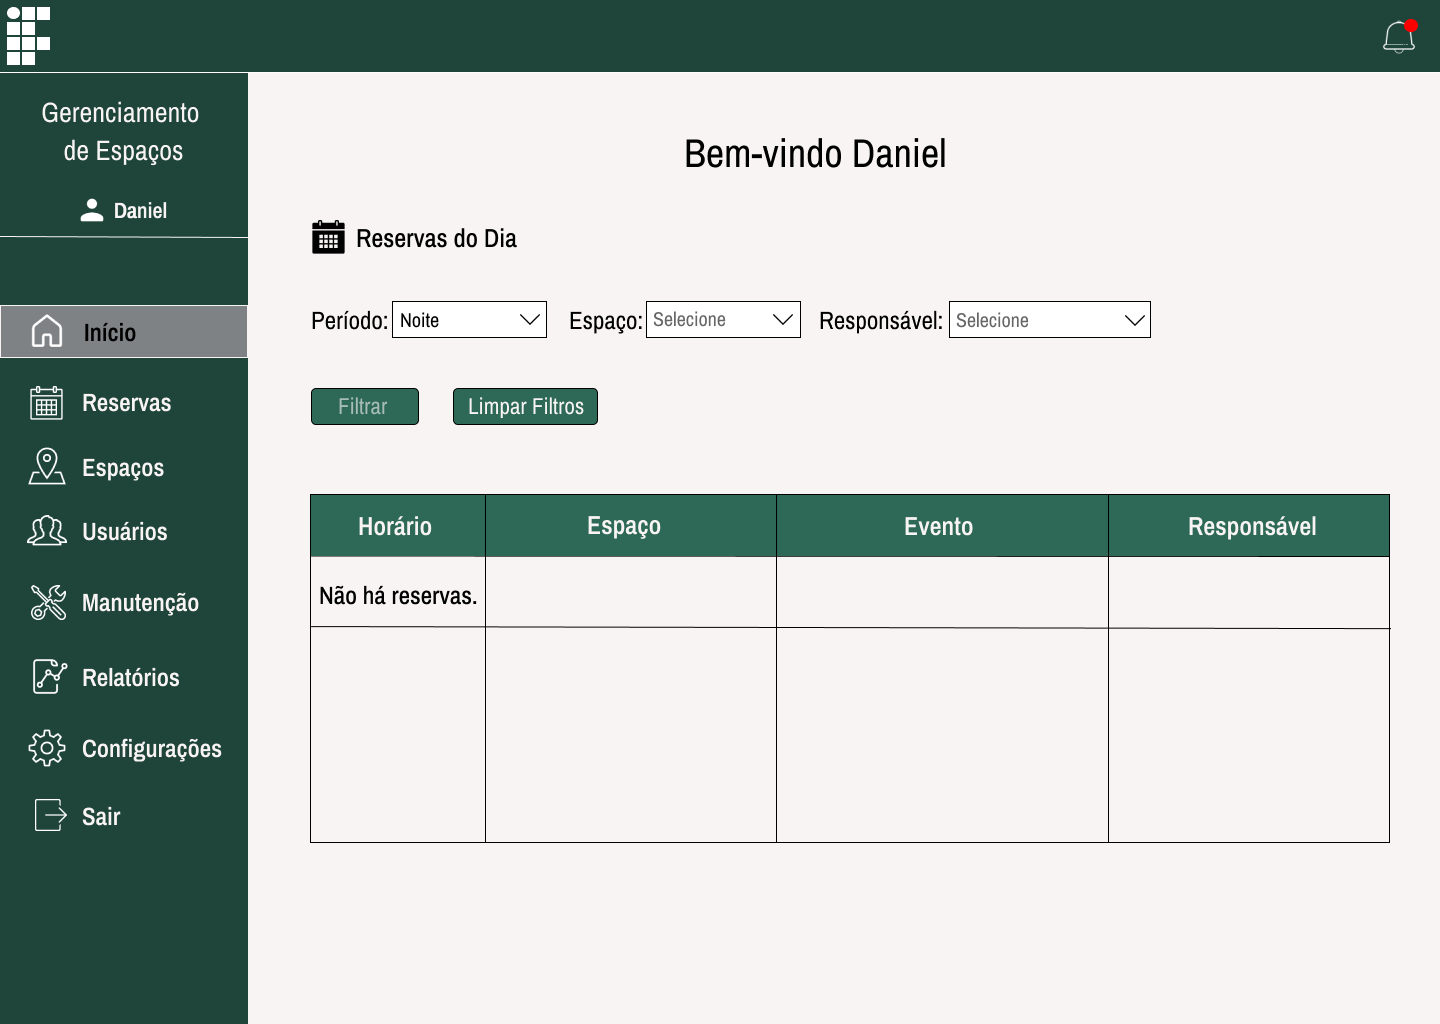 Gerenciamento
de Espaços
Daniel
Início
Reservas
Espaços
Usuários
Manutenção
Relatórios
Configurações
Sair
Bem-vindo Daniel
Reservas do Dia
Período: Noite Espaço: Selecione Responsável: Selecione
Filtrar Limpar Filtros
Horário Espaço Evento Responsável
Não há reservas.